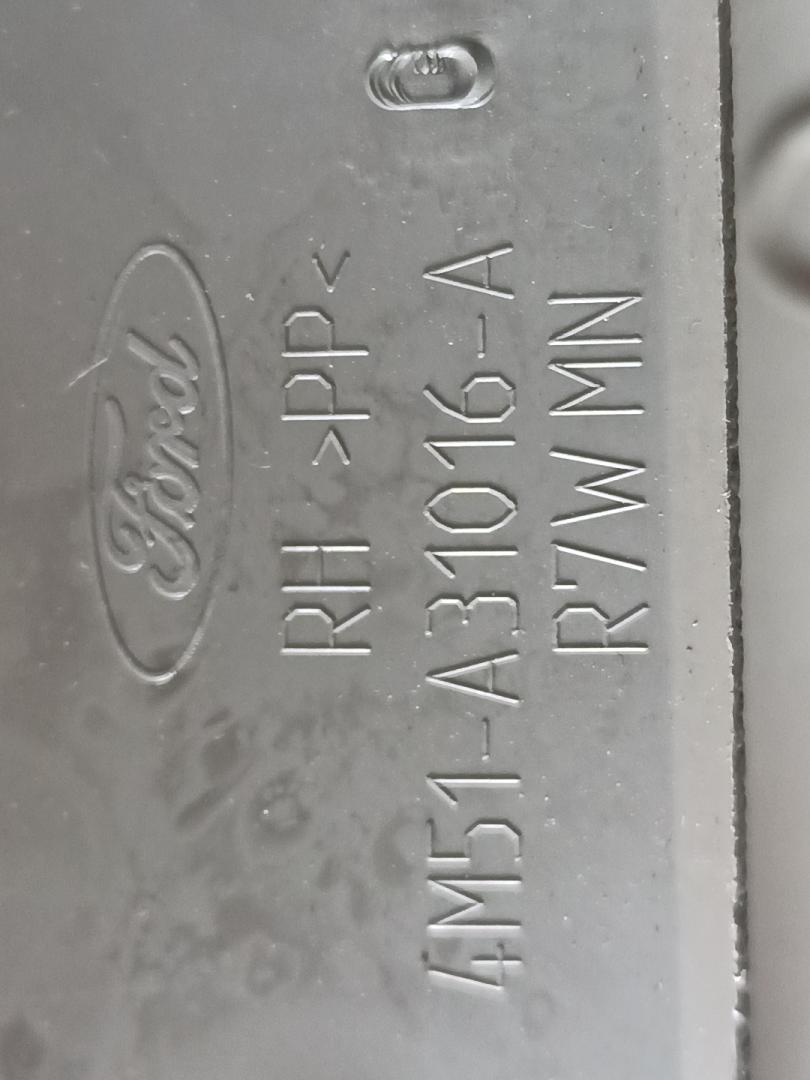 Ford
RH >PP<
4M51-A31016-A
R7WMN